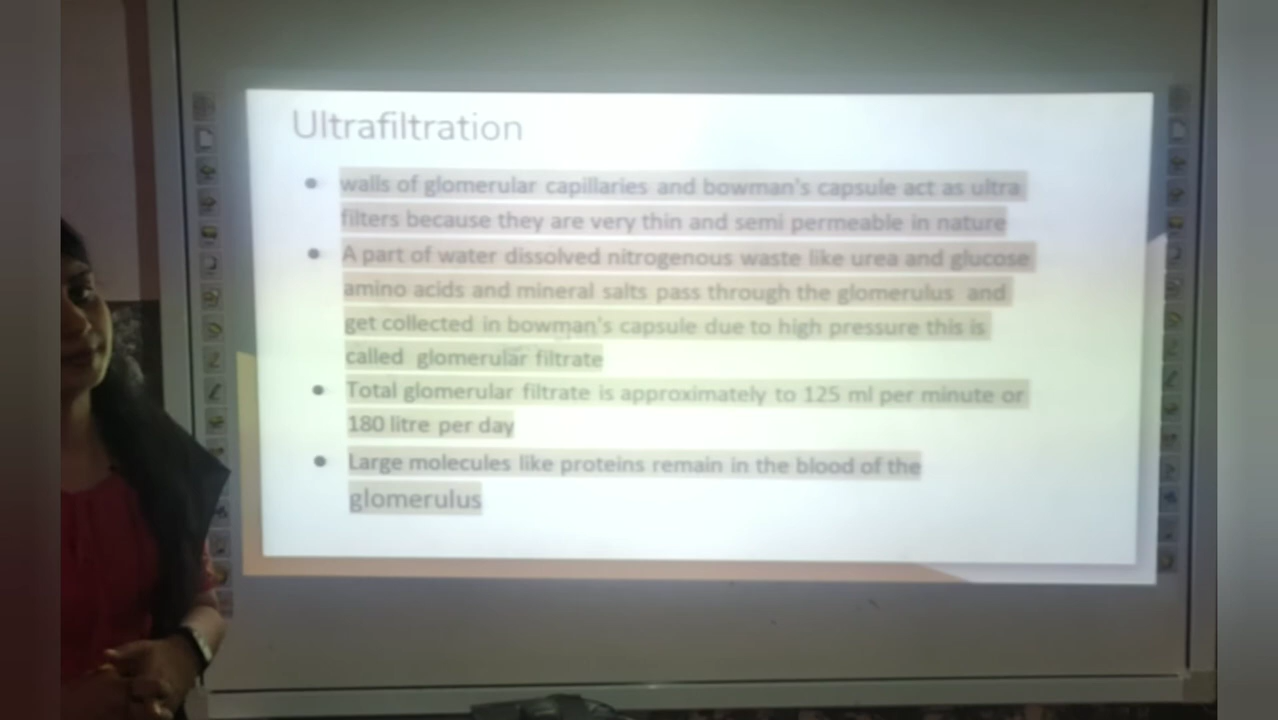 Ultrafiltration
• walls of glomerular capillaries and bowman's capsule act as ultra
filters because they are very thin and semi permeable in nature
• A part of water dissolved nitrogenous waste like urea and glucose
amino acids and mineral salts pass through the glomerulus and
get collected in bowman's capsule due to high pressure this is
called glomerular filtrate
• Total glomerular filtrate is approximately to 125 ml per minute or
180 litre per day
• Large molecules like proteins remain in the blood of the
glomerulus